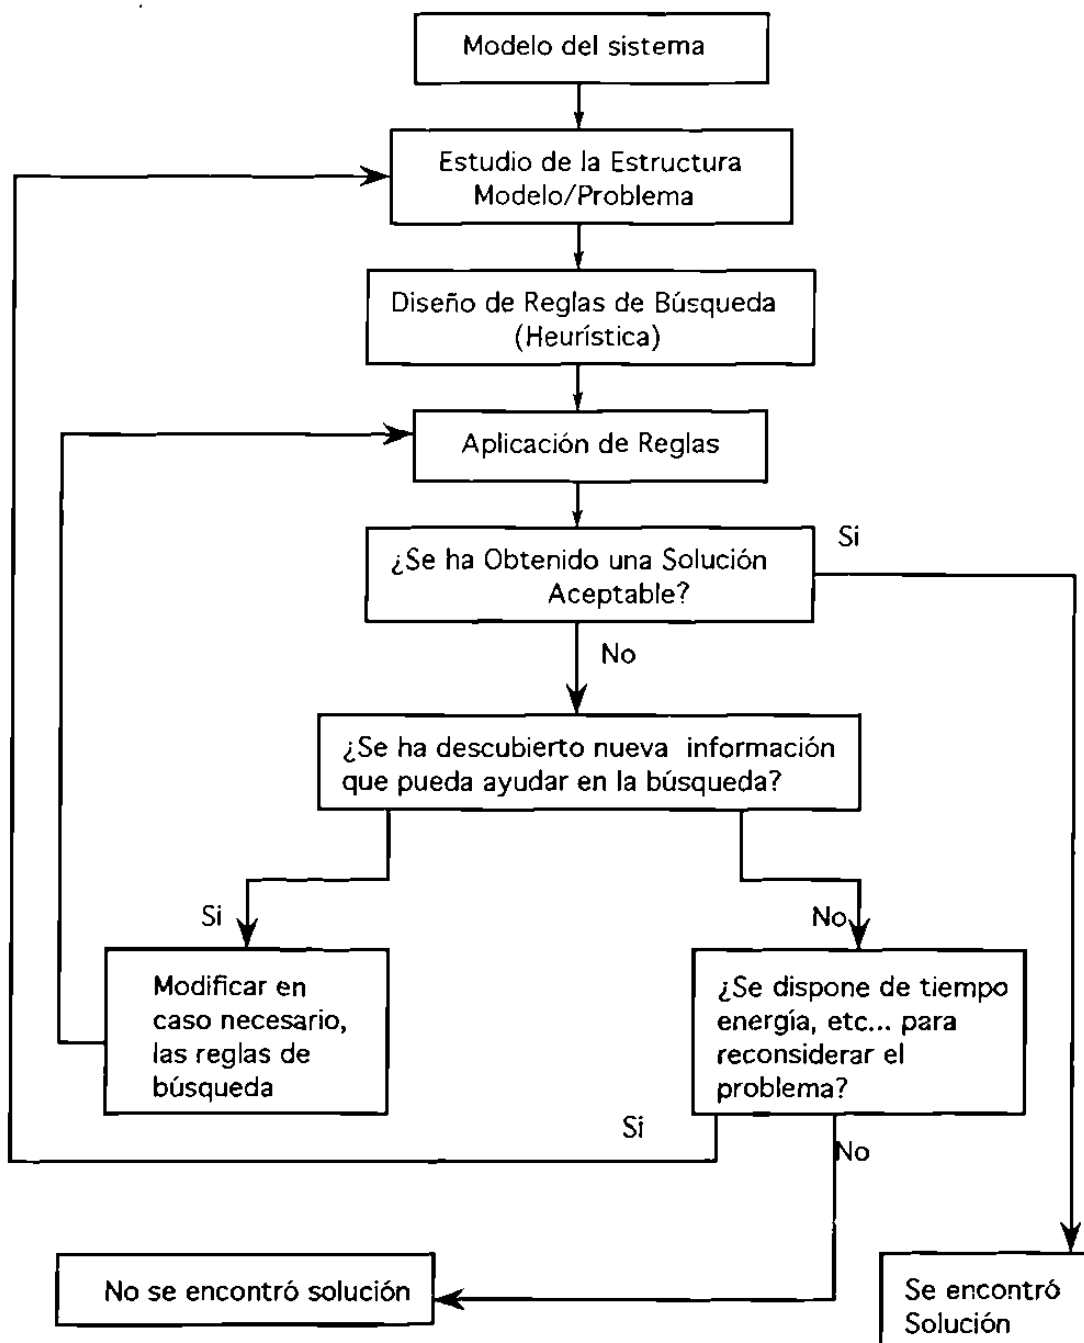 Modelo del sistema
Estudio de la Estructura
Modelo/Problema
Diseño de Reglas de Búsqueda
(Heurística)
Aplicación de Reglas
¿Se ha Obtenido una Solución
Aceptable?
Si
No
¿Se ha descubierto nueva información
que pueda ayudar en la búsqueda?
Si
No
Modificar en
caso necesario,
las reglas de
búsqueda
¿Se dispone de tiempo
energía, etc... para
reconsiderar el
problema?
Si
No
No se encontró solución
Se encontró
Solución